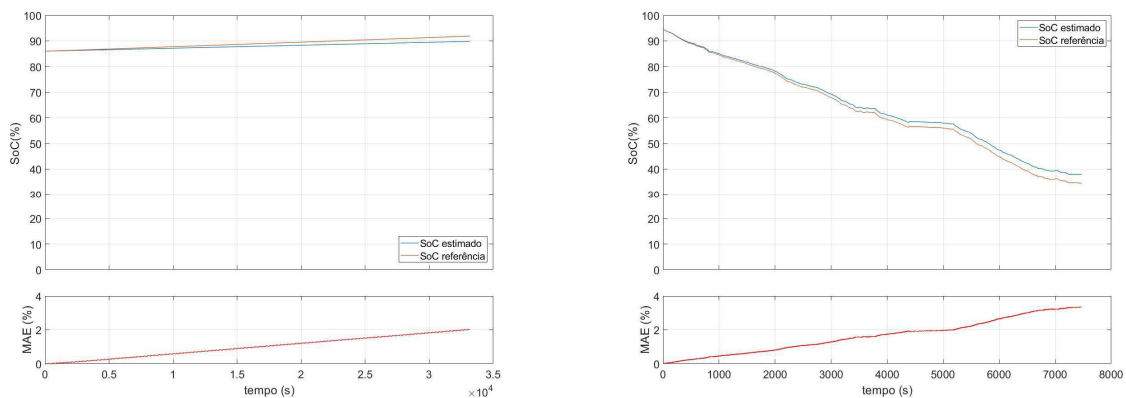 100
90
80
70
60
50
40
30
20
10
0
SoC(%)
SoC estimado
SoC referência
4
2
0
MAE (%)
0 0.5 1 1.5 2 2.5 3 3.5
tempo (s)
×10⁴
100
90
80
70
60
50
40
30
20
10
0
SoC(%)
SoC estimado
SoC referência
4
2
0
MAE (%)
0 1000 2000 3000 4000 5000 6000 7000 8000
tempo (s)